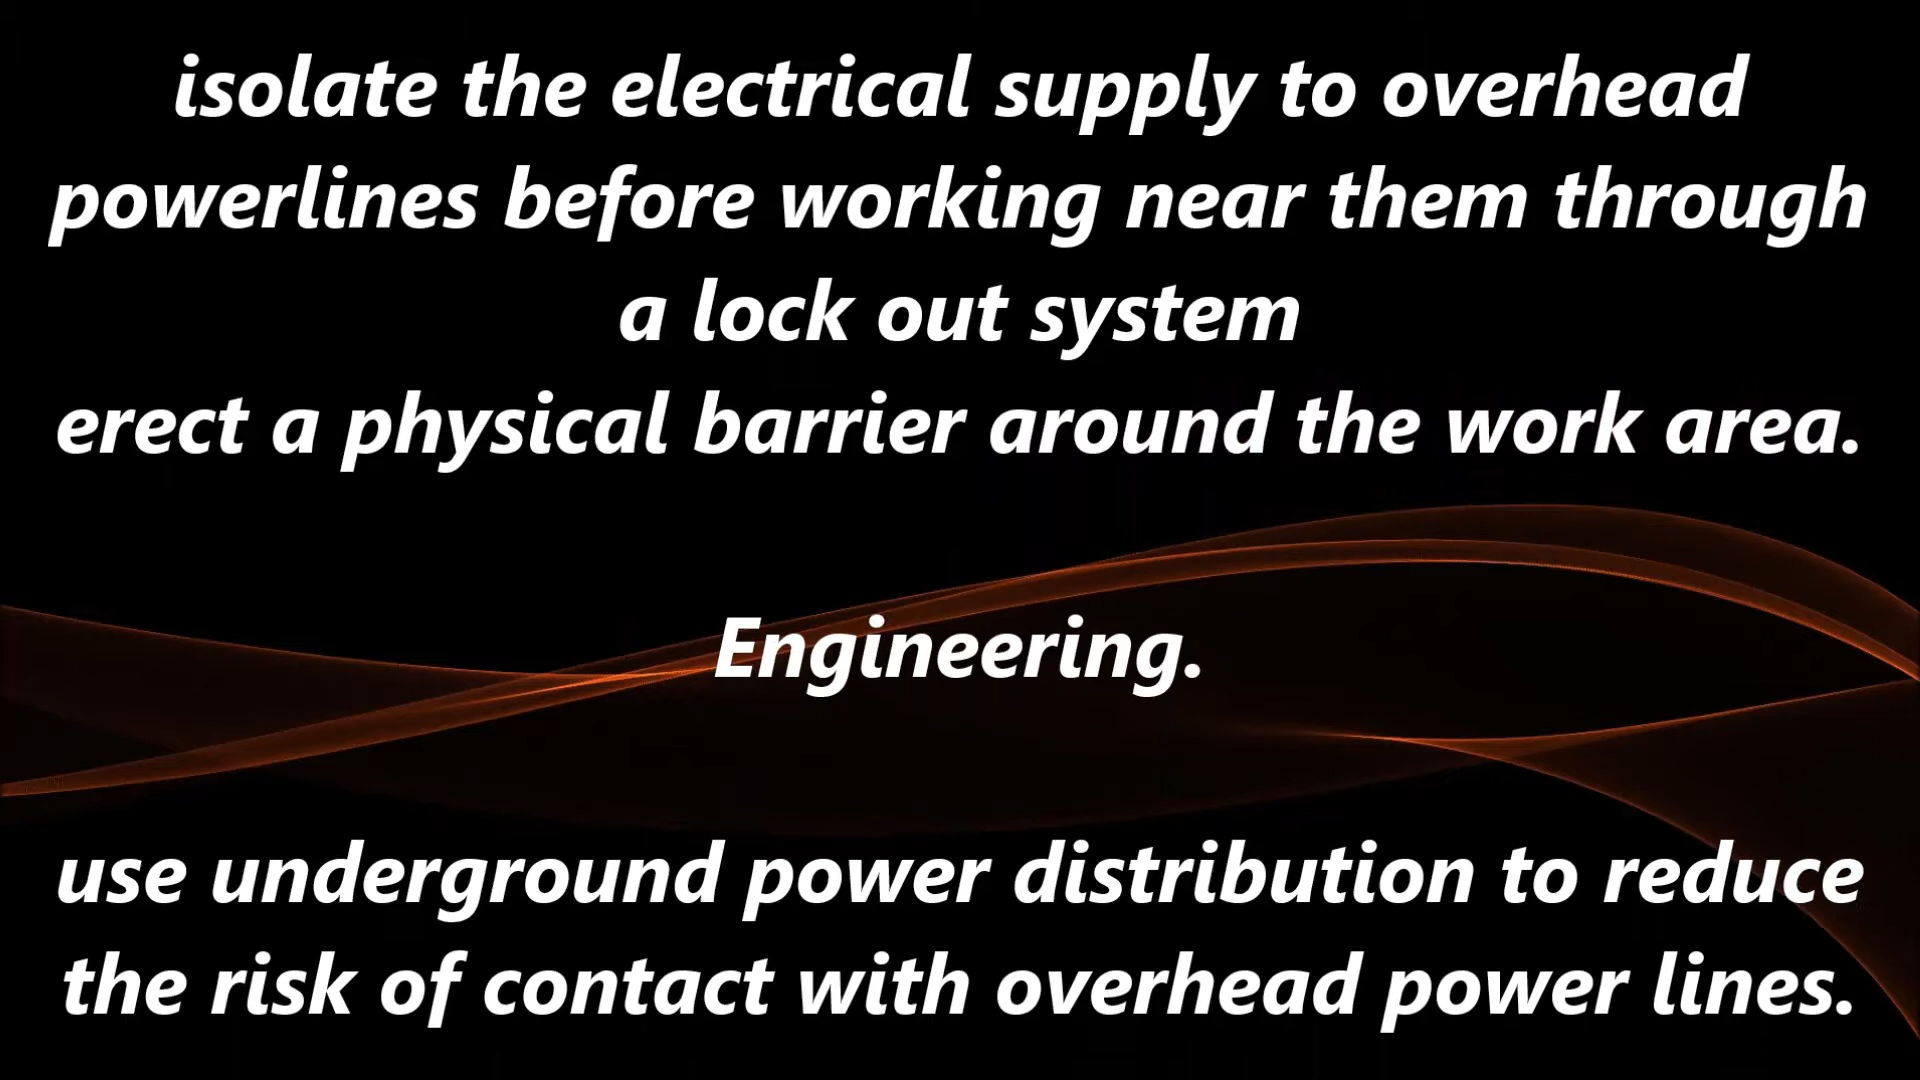 isolate the electrical supply to overhead
powerlines before working near them through
a lock out system
erect a physical barrier around the work area.
Engineering.
use underground power distribution to reduce
the risk of contact with overhead power lines.